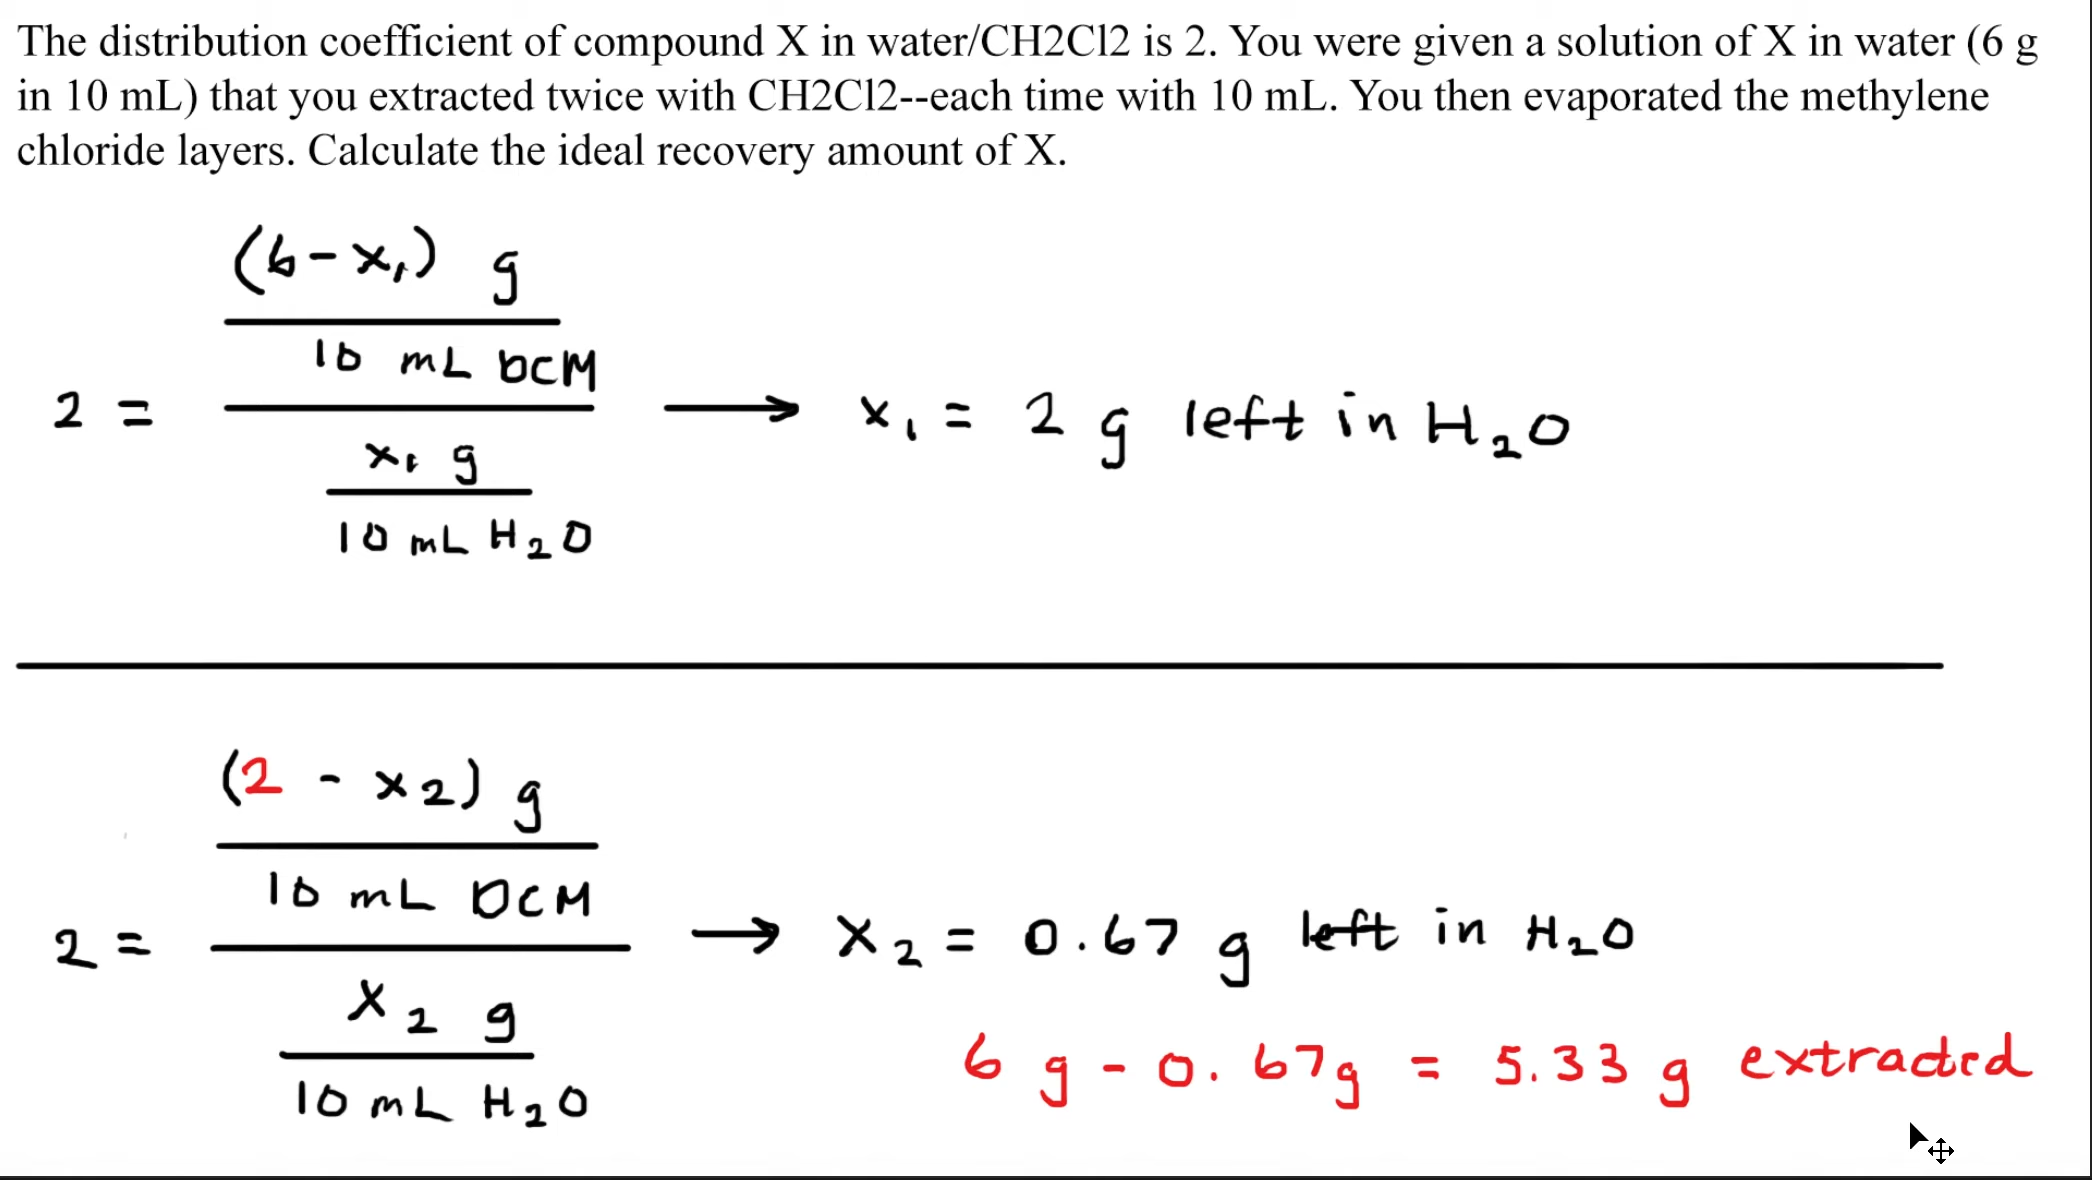 The distribution coefficient of compound X in water/CH2Cl2 is 2. You were given a solution of X in water (6 g
in 10 mL) that you extracted twice with CH2Cl2--each time with 10 mL. You then evaporated the methylene
chloride layers. Calculate the ideal recovery amount of X.
(6-x₁) g
10 mL DCM
2 =
x₁ g
10 mL H₂O
→ x₁ = 2 g left in H₂O
(2 - x₂) g
10 mL DCM
2 =
x₂ g
10 mL H₂O
→ x₂ = 0.67 g left in H₂O
6 g - 0.67g = 5.33 g extracted